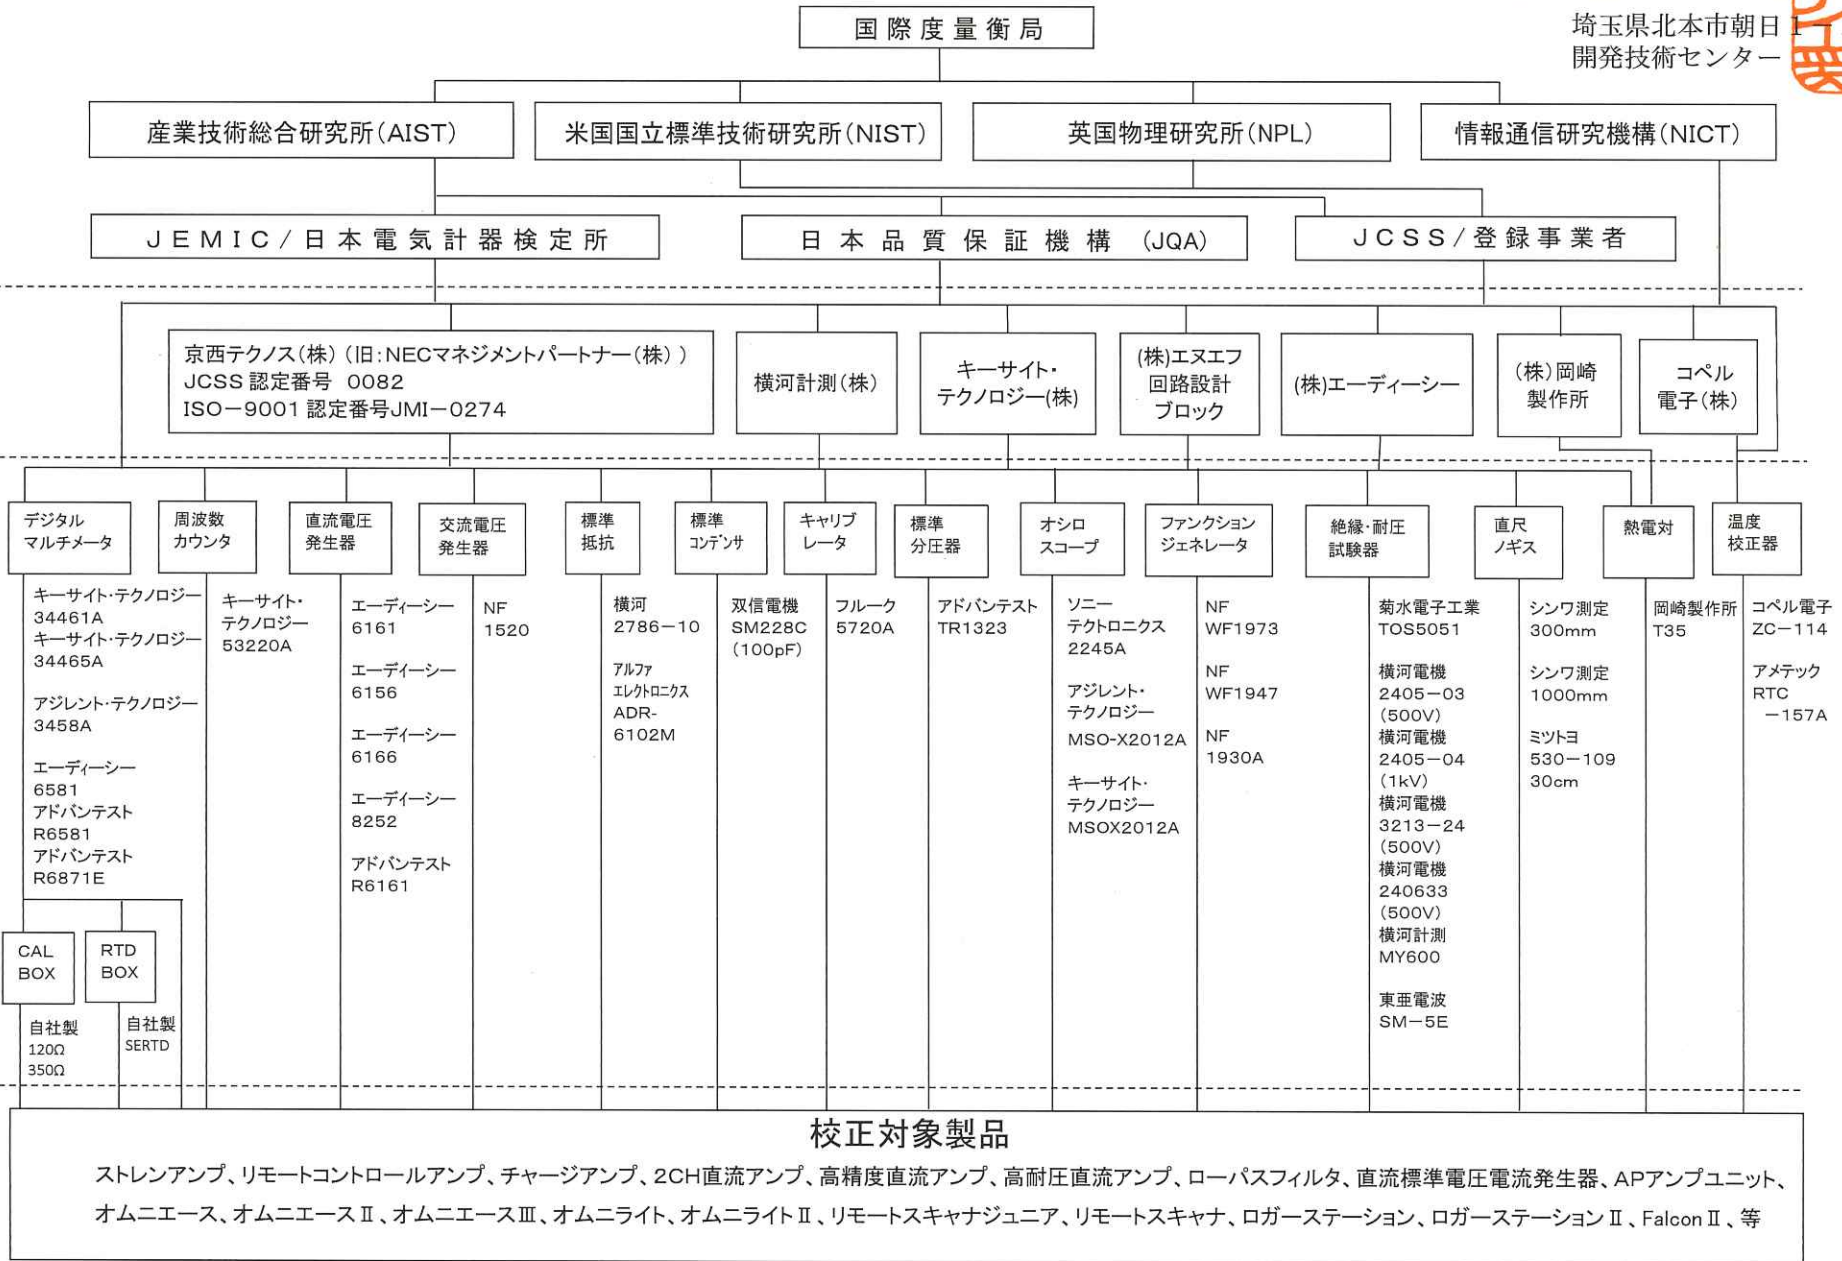 国際度量衡局
埼玉県北本市朝日1
開発技術センター
産業技術総合研究所(AIST)
米国国立標準技術研究所(NIST)
英国物理研究所(NPL)
情報通信研究機構(NICT)
JEMIC/日本電気計器検定所
日本品質保証機構 (JQA)
JCSS/登録事業者
京西テクノス(株) (旧:NECマネジメントパートナー(株) )
JCSS 認定番号 0082
ISO-9001 認定番号JMI-0274
横河計測(株)
キーサイト・
テクノロジー(株)
(株)エヌエフ
回路設計
ブロック
(株)エーディーシー
(株)岡崎
製作所
コペル
電子(株)
デジタル
マルチメータ
周波数
カウンタ
直流電圧
発生器
交流電圧
発生器
標準
抵抗
標準
コンデンサ
キャリブ
レータ
標準
分圧器
オシロ
スコープ
ファンクション
ジェネレータ
絶縁・耐圧
試験器
直尺
ノギス
熱電対
温度
校正器
キーサイト・テクノロジー
34461A
キーサイト・テクノロジー
34465A
アジレント・テクノロジー
3458A
エーディーシー
6581
アドバンテスト
R6581
アドバンテスト
R6871E
キーサイト・
テクノロジー
53220A
エーディーシー
6161
エーディーシー
6156
エーディーシー
6166
エーディーシー
8252
アドバンテスト
R6161
NF
1520
横河
2786-10
アルファ
エレクトロニクス
ADR-
6102M
双信電機
SM228C
(100pF)
フルーク
5720A
アドバンテスト
TR1323
ソニー
テクトロニクス
2245A
アジレント・
テクノロジー
MSO-X2012A
キーサイト・
テクノロジー
MSOX2012A
NF
WF1973
NF
WF1947
NF
1930A
菊水電子工業
TOS5051
横河電機
2405-03
(500V)
横河電機
2405-04
(1kV)
横河電機
3213-24
(500V)
横河電機
240633
(500V)
横河計測
MY600
東亜電波
SM-5E
シンワ測定
300mm
シンワ測定
1000mm
ミツトヨ
530-109
30cm
岡崎製作所
T35
コペル電子
ZC-114
アメテック
RTC
-157A
CAL
BOX
RTD
BOX
自社製
120Ω
350Ω
自社製
SERTD
校正対象製品
ストレンアンプ、リモートコントロールアンプ、チャージアンプ、2CH直流アンプ、高精度直流アンプ、高耐圧直流アンプ、ローパスフィルタ、直流標準電圧電流発生器、APアンプユニット、
オムニエース、オムニエースⅡ、オムニエースⅢ、オムニライト、オムニライトⅡ、リモートスキャナジュニア、リモートスキャナ、ロガーステーション、ロガーステーションⅡ、FalconⅡ、等